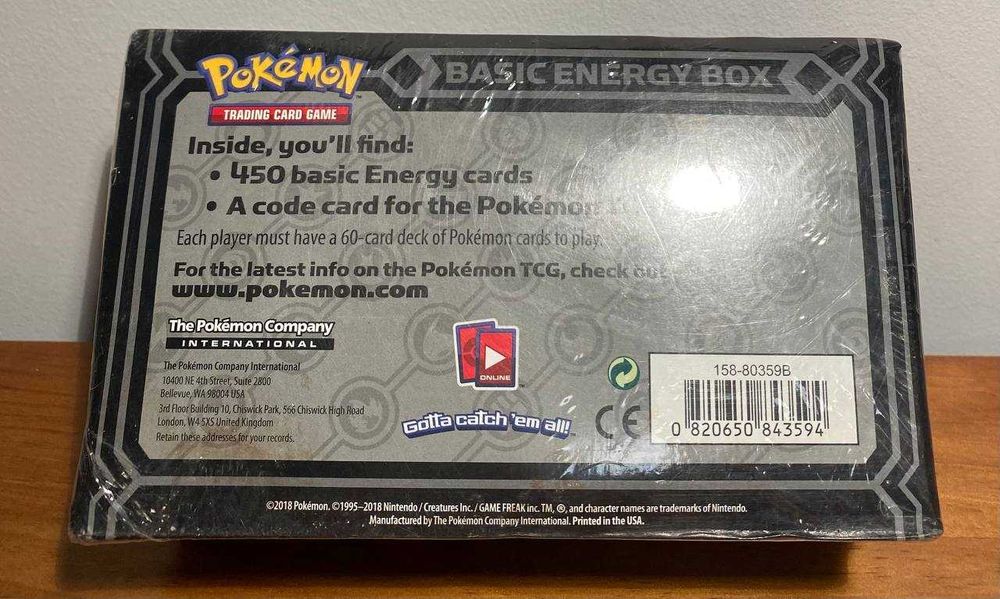 POKéMON
TRADING CARD GAME
BASIC ENERGY BOX
Inside, you'll find:
• 450 basic Energy cards
• A code card for the Pokémon
Each player must have a 60-card deck of Pokémon cards to play.
For the latest info on the Pokémon TCG, check out
www.pokemon.com
The Pokémon Company
INTERNATIONAL
The Pokémon Company International
10400 NE 4th Street, Suite 2800
Bellevue, WA 98004 USA
3rd Floor Building 10, Chiswick Park, 566 Chiswick High Road
London, W4 5XS United Kingdom
Retain these addresses for your records.
ONLINE
Gotta catch 'em all!
CE
158-80359B
0 820650 843594
©2018 Pokémon. ©1995–2018 Nintendo / Creatures Inc. / GAME FREAK inc. TM, ®, and character names are trademarks of Nintendo.
Manufactured by The Pokémon Company International. Printed in the USA.